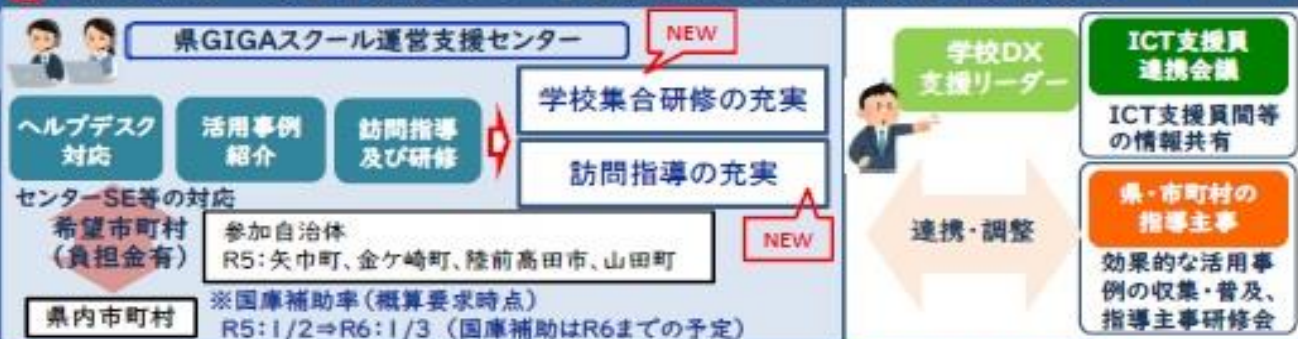 県GIGAスクール運営支援センター
NEW
ヘルプデスク
対応
活用事例
紹介
訪問指導
及び研修
学校集合研修の充実
訪問指導の充実
NEW
センターSE等の対応
希望市町村
(負担金有)
参加自治体
R5:矢巾町、金ケ崎町、陸前高田市、山田町
県内市町村
※国庫補助率(概算要求時点)
R5:1/2⇒R6:1/3 (国庫補助はR6までの予定)
学校DX
支援リーダー
連携・調整
ICT支援員
連携会議
ICT支援員間等
の情報共有
県・市町村の
指導主事
効果的な活用事
例の収集・普及、
指導主事研修会